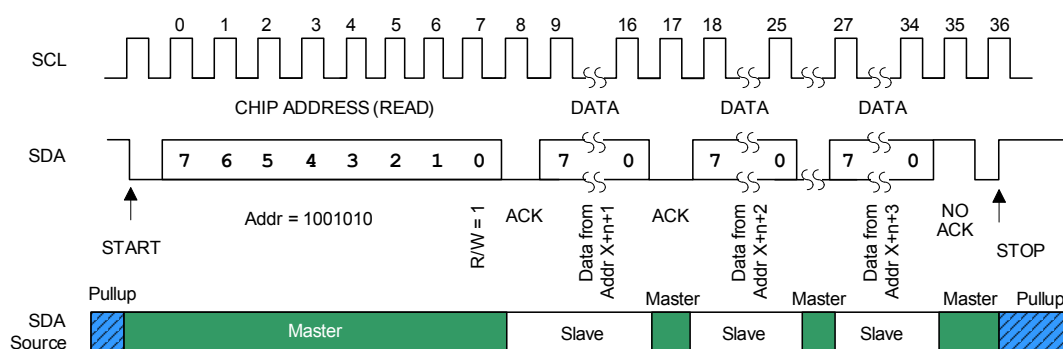 0 1 2 3 4 5 6 7 8 9 16 17 18 25 27 34 35 36
SCL
CHIP ADDRESS (READ) DATA DATA DATA
SDA 7 6 5 4 3 2 1 0 7 0 7 0 7 0
START
Addr = 1001010
R/W = 1
ACK
Data from
Addr X+n+1
ACK
Data from
Addr X+n+2
Data from
Addr X+n+3
NO
ACK
STOP
Pullup Master Master Master Pullup
SDA
Source
Master Slave Slave Slave